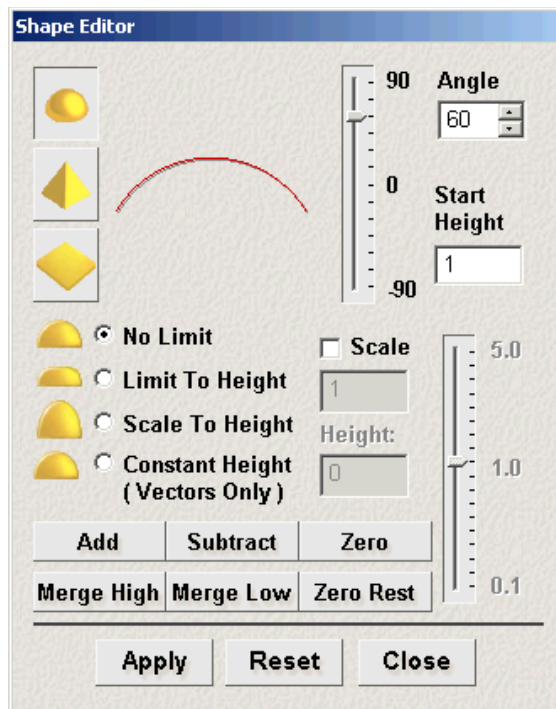 Shape Editor
90
0
-90
Angle
60
Start
Height
1
No Limit
Limit To Height
Scale To Height
Constant Height
( Vectors Only )
Scale
1
Height:
0
5.0
1.0
0.1
Add Subtract Zero
Merge High Merge Low Zero Rest
Apply Reset Close